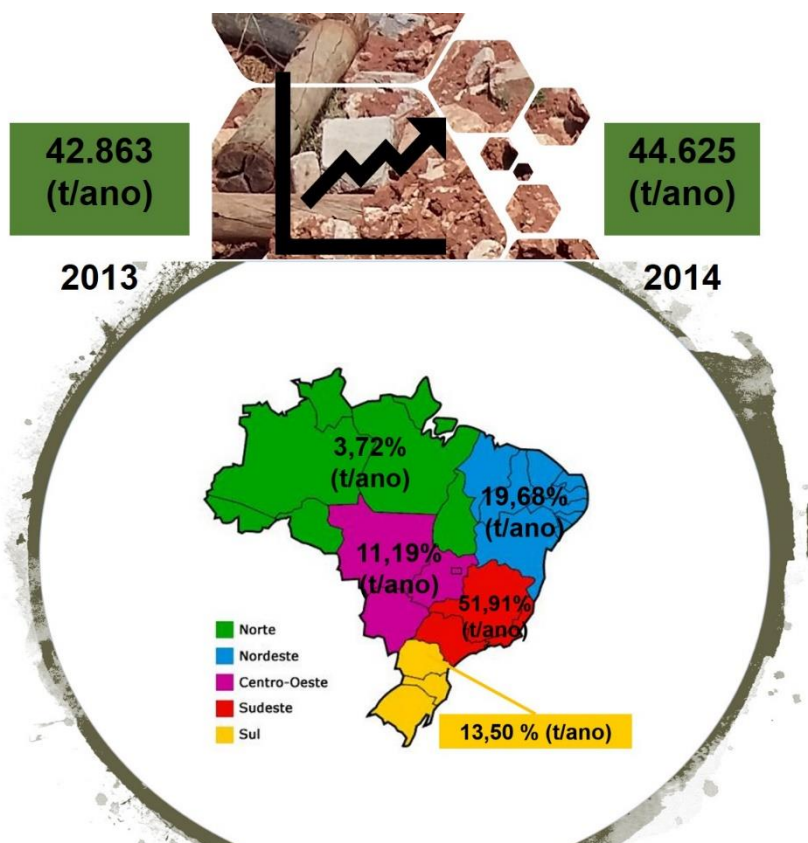 42.863
(t/ano)
44.625
(t/ano)
2013
2014
3,72%
(t/ano)
19,68%
(t/ano)
11,19%
(t/ano)
51,91%
(t/ano)
Norte
Nordeste
Centro-Oeste
Sudeste
Sul
13,50 % (t/ano)